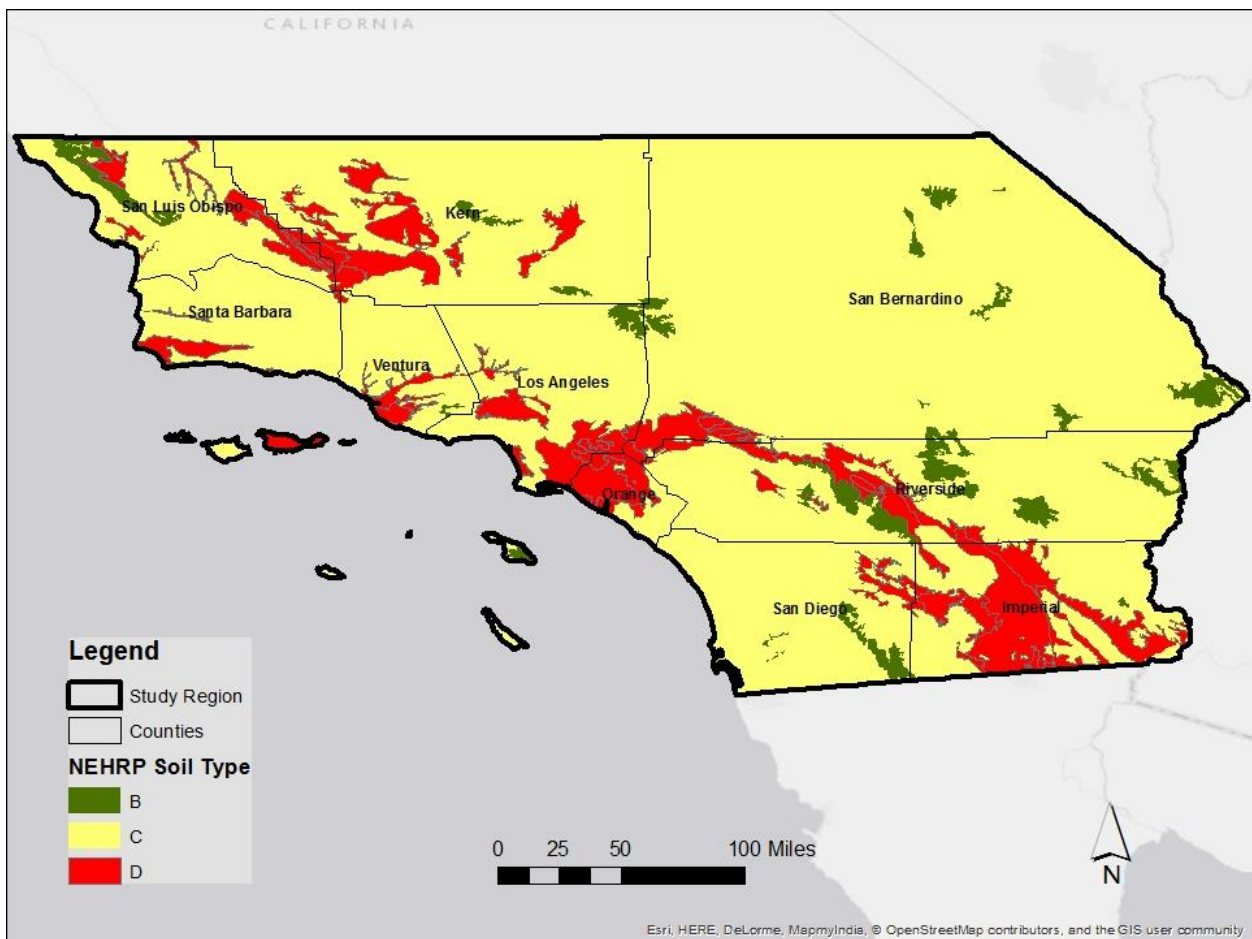 CALIFORNIA
San Luis Obispo
Kern
Santa Barbara
San Bernardino
Ventura
Los Angeles
Riverside
Orange
San Diego
Imperial
Legend
Study Region
Counties
NEHRP Soil Type
B
C
D
0 25 50 100 Miles
N
Esri, HERE, DeLorme, MapmyIndia, © OpenStreetMap contributors, and the GIS user community